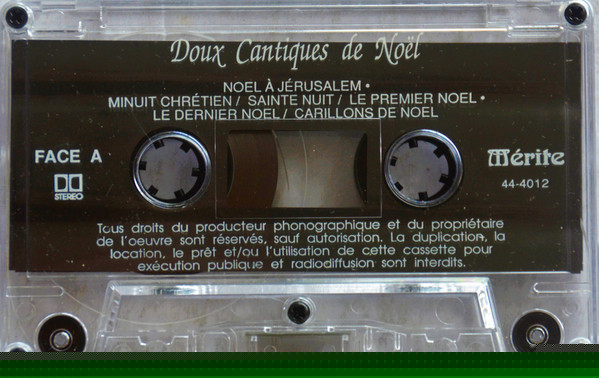 Doux Cantiques de Noël
NOEL À JÉRUSALEM •
MINUIT CHRÉTIEN / SAINTE NUIT / LE PREMIER NOEL •
LE DERNIER NOEL / CARILLONS DE NOEL
FACE A
STEREO
Mérite
44-4012
Tous droits du producteur phonographique et du propriétaire
de l'oeuvre sont réservés, sauf autorisation. La duplication, la
location, le prêt et/ou l'utilisation de cette cassette pour
exécution publique et radiodiffusion sont interdits.